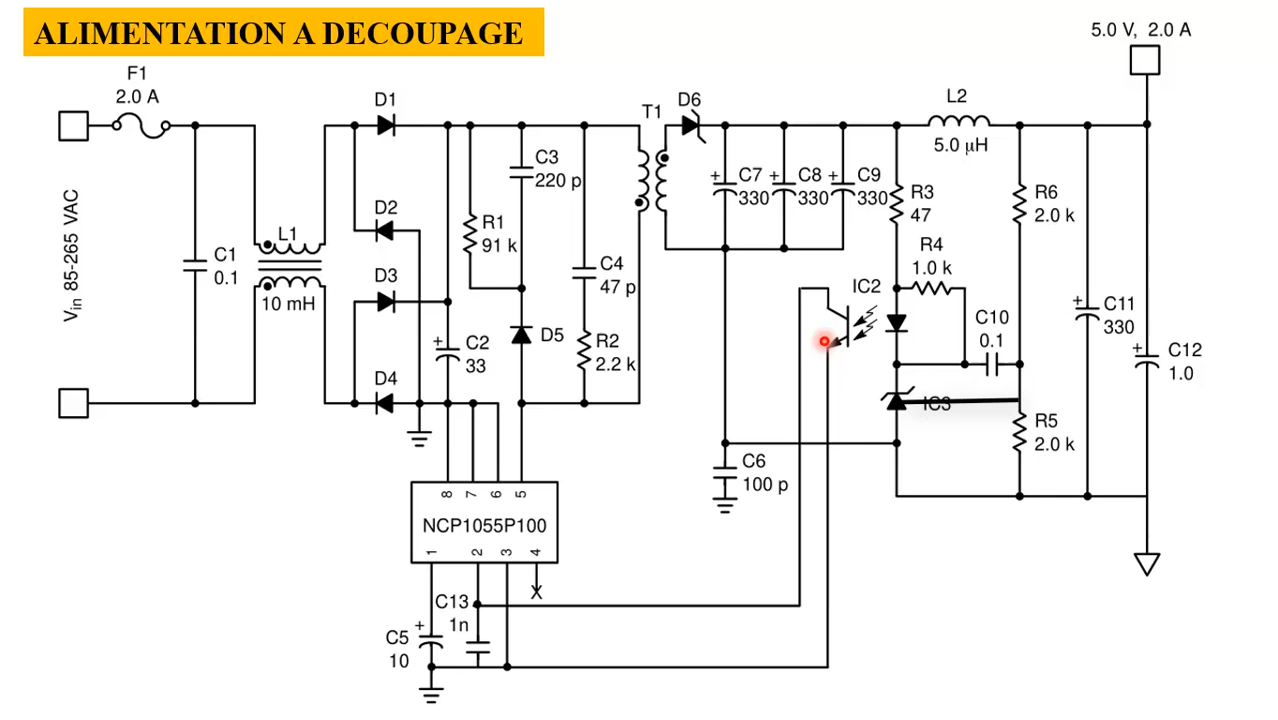 ALIMENTATION A DECOUPAGE
5.0 V, 2.0 A
F1
2.0 A
D1
T1
D6
L2
5.0 µH
C3
220 p
C7
330
C8
330
C9
330
R3
47
R6
2.0 k
Vin 85-265 VAC
D2
R1
91 k
L1
10 mH
C1
0.1
C4
47 p
R4
1.0 k
D3
IC2
C10
0.1
C11
330
C2
33
D5
R2
2.2 k
C12
1.0
D4
IC3
R5
2.0 k
C6
100 p
8 7 6 5
NCP1055P100
1 2 3 4
X
C13
1n
C5
10
+
+
+
+
+
+
+